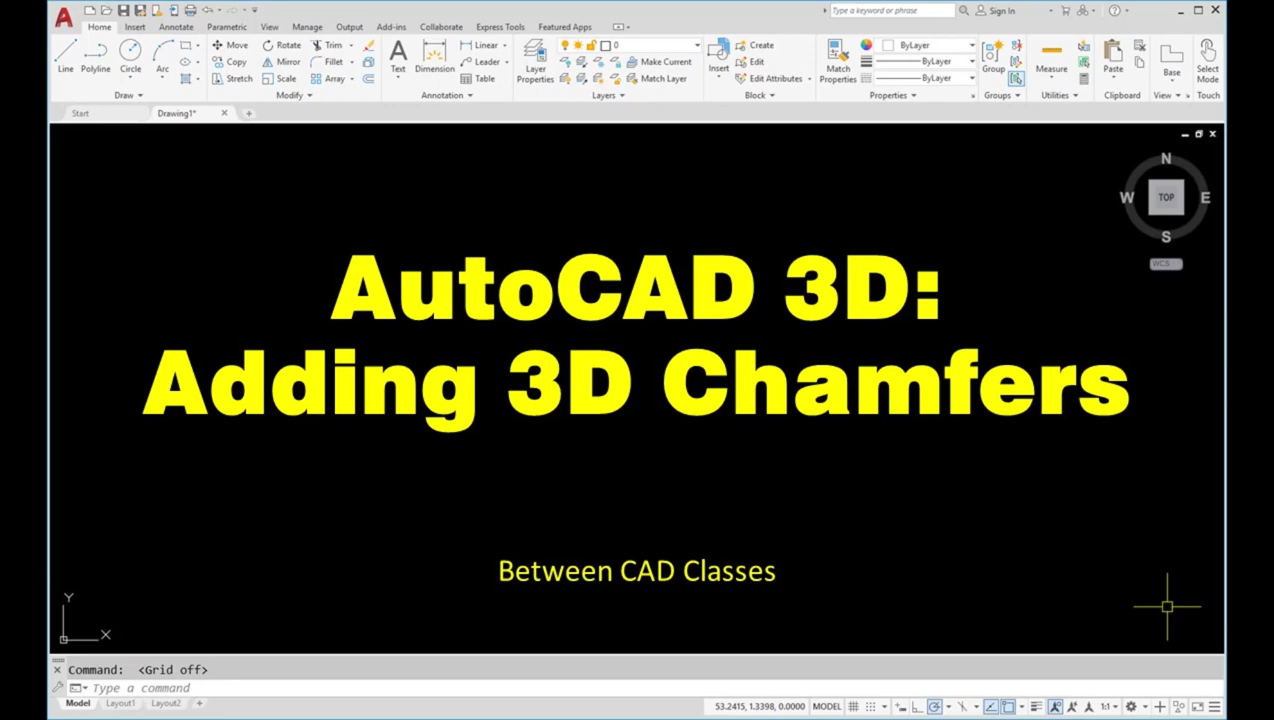 Type a keyword or phrase
Sign In
Home Insert Annotate Parametric View Manage Output Add-ins Collaborate Express Tools Featured Apps
Line Polyline Circle Arc
Move Rotate Trim
Copy Mirror Fillet
Stretch Scale Array
Text Dimension
Linear
Leader
Table
Layer Properties
0
Make Current
Match Layer
Insert
Create
Edit
Edit Attributes
Match Properties
ByLayer
ByLayer
ByLayer
Group
Measure
Paste
Base
Select Mode
Draw Modify Annotation Layers Block Properties Groups Utilities Clipboard View Touch
Start Drawing1*
N
W TOP E
S
WCS
AutoCAD 3D:
Adding 3D Chamfers
Between CAD Classes
Y
X
Command: <Grid off>
Type a command
Model Layout1 Layout2
53.2415, 1.3398, 0.0000 MODEL 1:1